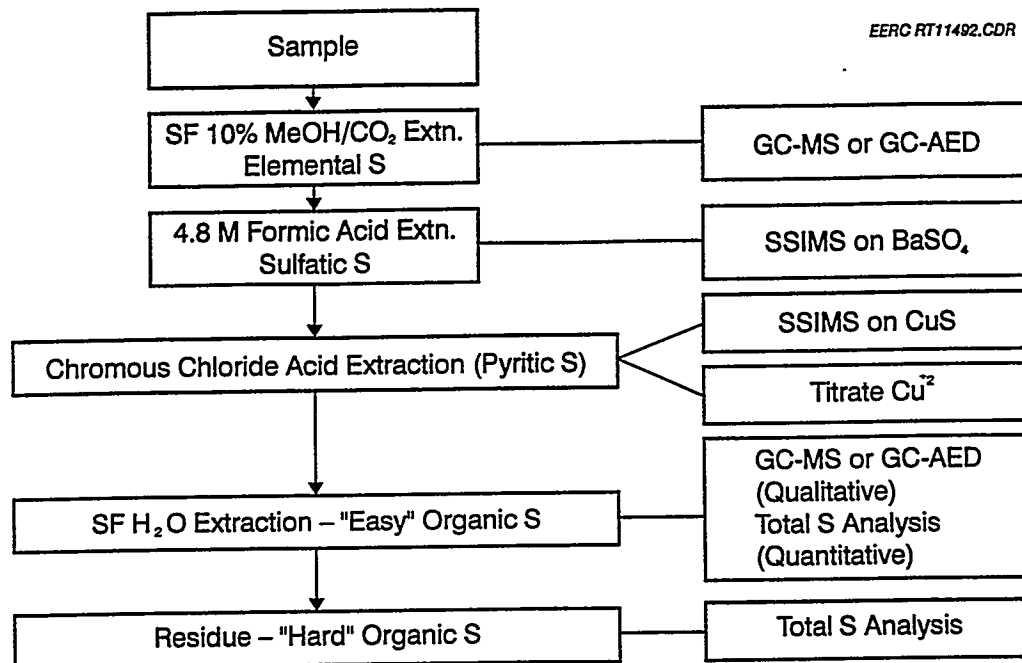 EERC RT11492.CDR
Sample
SF 10% MeOH/CO₂ Extn.
Elemental S
GC-MS or GC-AED
4.8 M Formic Acid Extn.
Sulfatic S
SSIMS on BaSO₄
Chromous Chloride Acid Extraction (Pyritic S)
SSIMS on CuS
Titrate Cu⁺²
SF H₂O Extraction – "Easy" Organic S
GC-MS or GC-AED
(Qualitative)
Total S Analysis
(Quantitative)
Residue – "Hard" Organic S
Total S Analysis